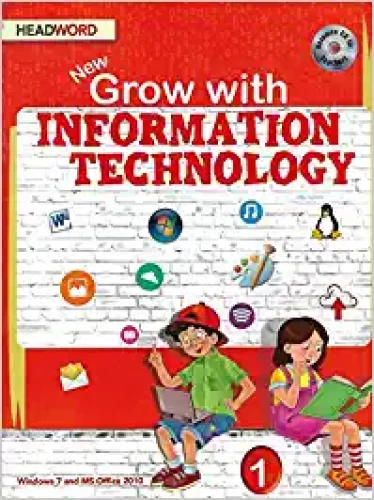 HEADWORD
New
Grow with
INFORMATION
TECHNOLOGY
W
Windows 7 and MS Office 2010
1